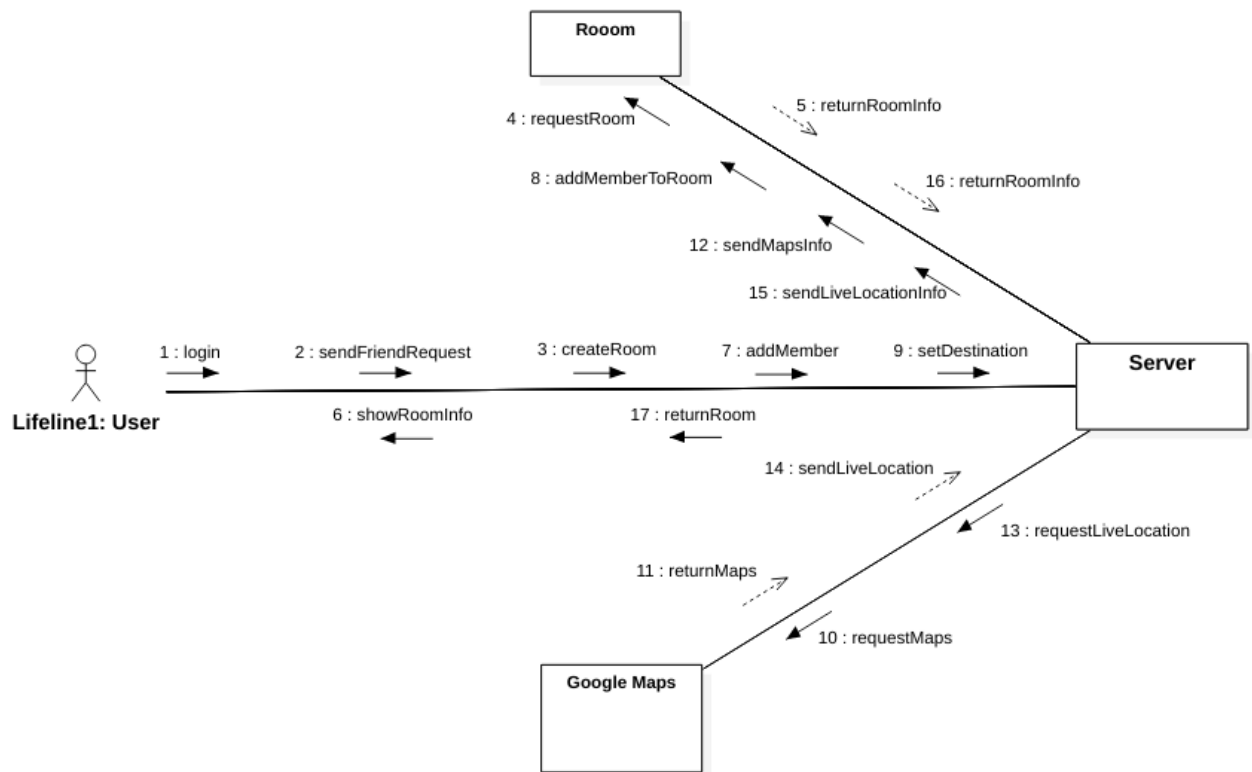 Rooom
5 : returnRoomInfo
4 : requestRoom
8 : addMemberToRoom
16 : returnRoomInfo
12 : sendMapsInfo
15 : sendLiveLocationInfo
1 : login
2 : sendFriendRequest
3 : createRoom
7 : addMember
9 : setDestination
Server
Lifeline1: User
6 : showRoomInfo
17 : returnRoom
14 : sendLiveLocation
13 : requestLiveLocation
11 : returnMaps
10 : requestMaps
Google Maps